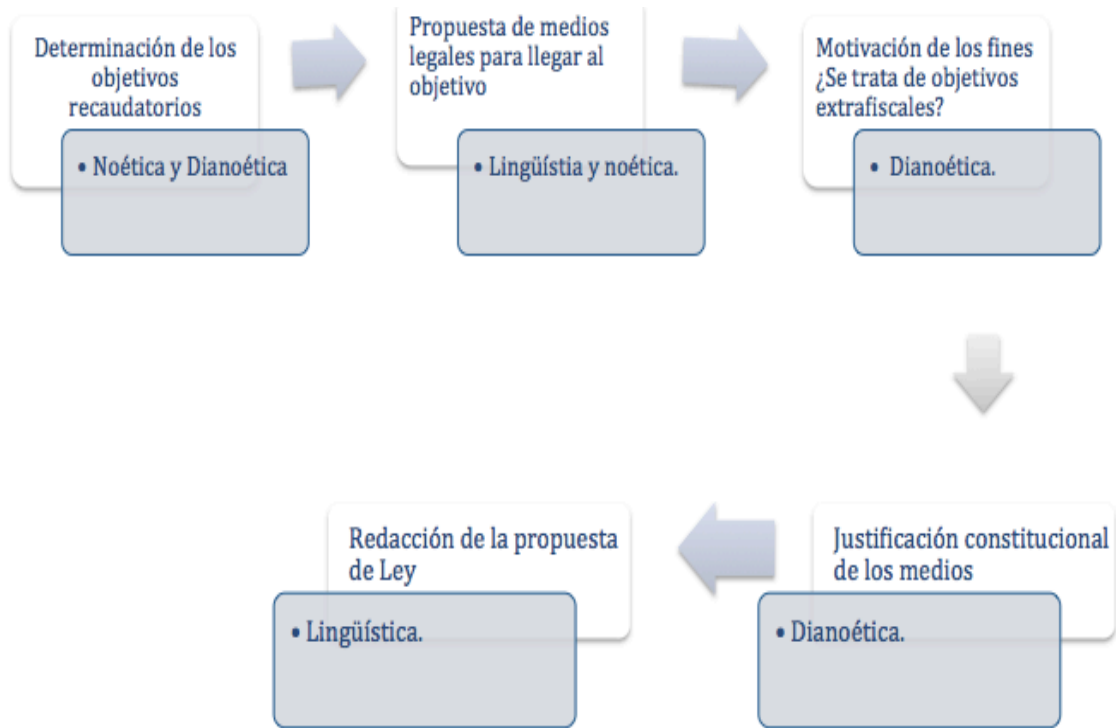 Determinación de los
objetivos
recaudatorios
• Noética y Dianoética
Propuesta de medios
legales para llegar al
objetivo
• Lingüístia y noética.
Motivación de los fines
¿Se trata de objetivos
extrafiscales?
• Dianoética.
Justificación constitucional
de los medios
• Dianoética.
Redacción de la propuesta
de Ley
• Lingüística.